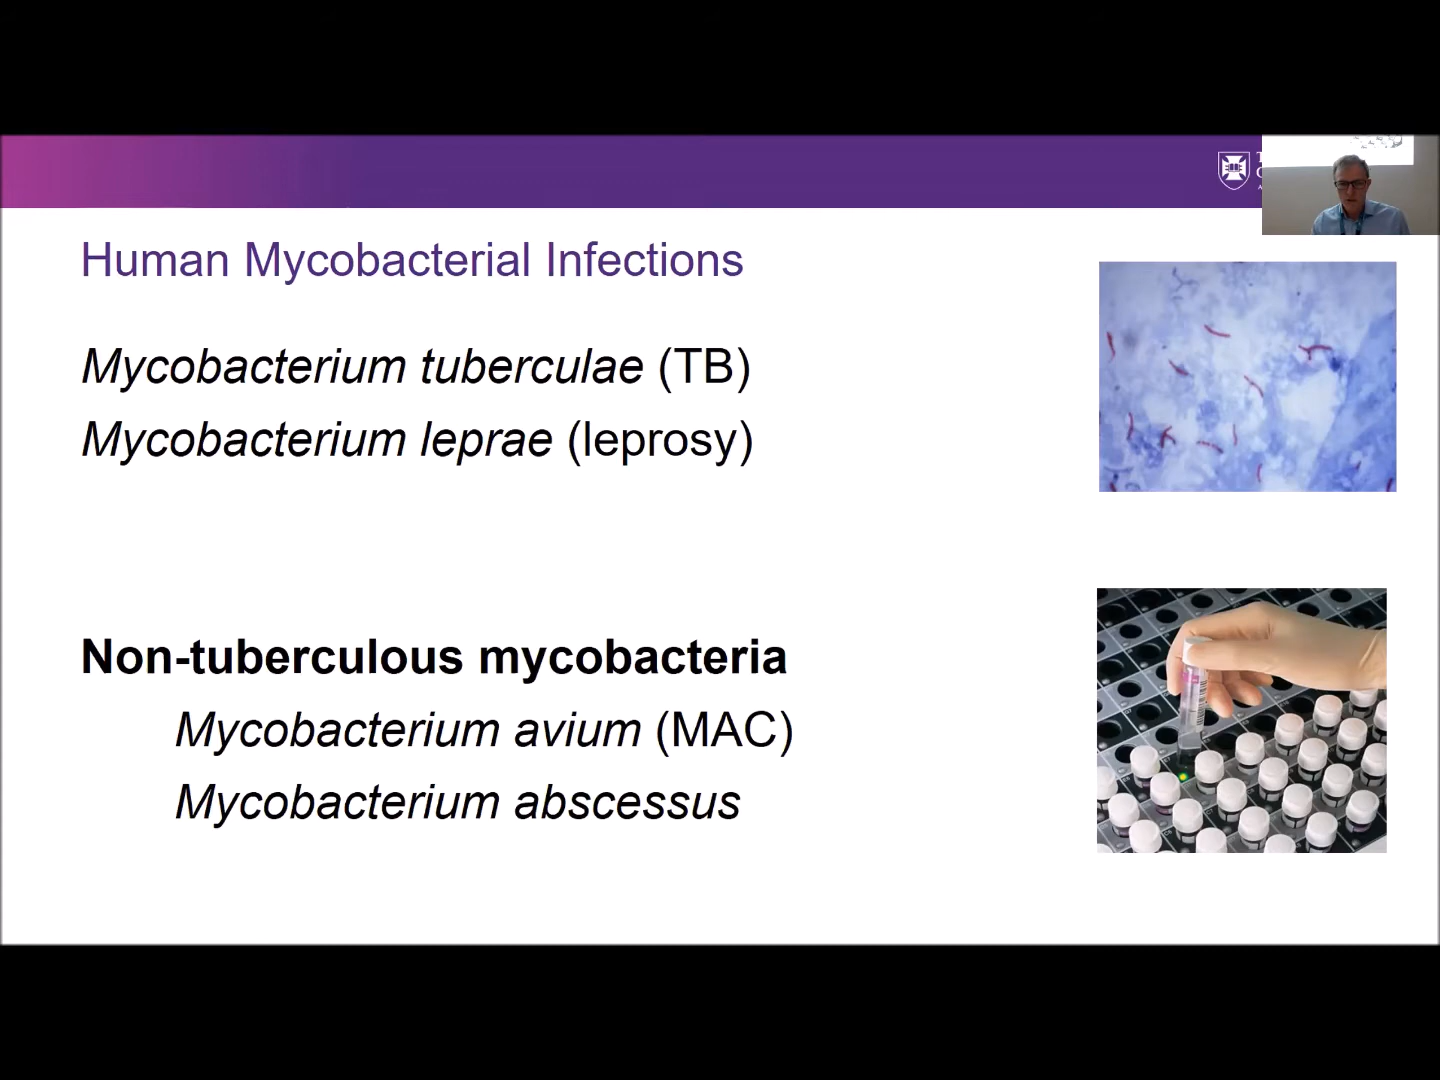 Human Mycobacterial Infections
Mycobacterium tuberculae (TB)
Mycobacterium leprae (leprosy)
Non-tuberculous mycobacteria
Mycobacterium avium (MAC)
Mycobacterium abscessus